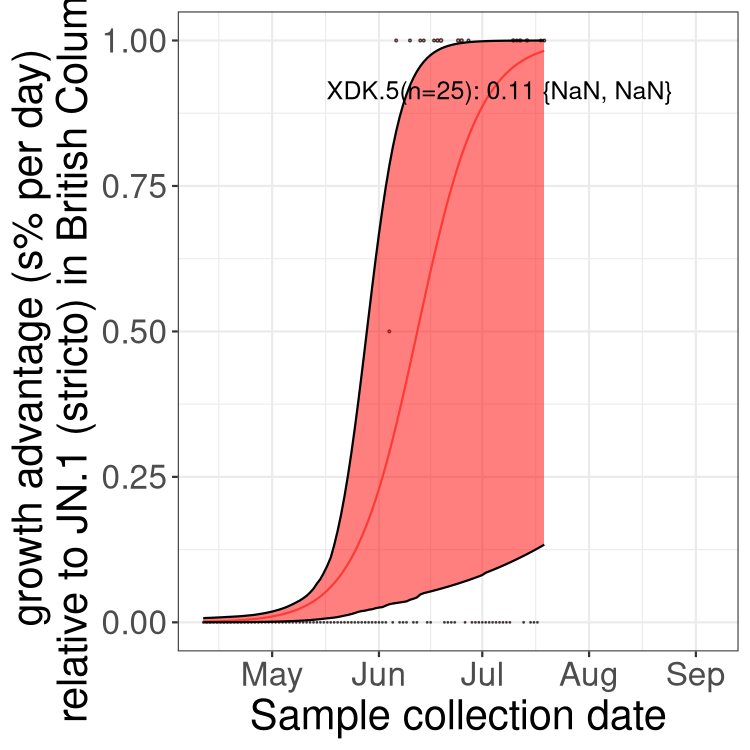 growth advantage (s% per day)
relative to JN.1 (stricto) in British Colum
1.00
0.75
0.50
0.25
0.00
XDK.5(n=25): 0.11 {NaN, NaN}
May Jun Jul Aug Sep
Sample collection date